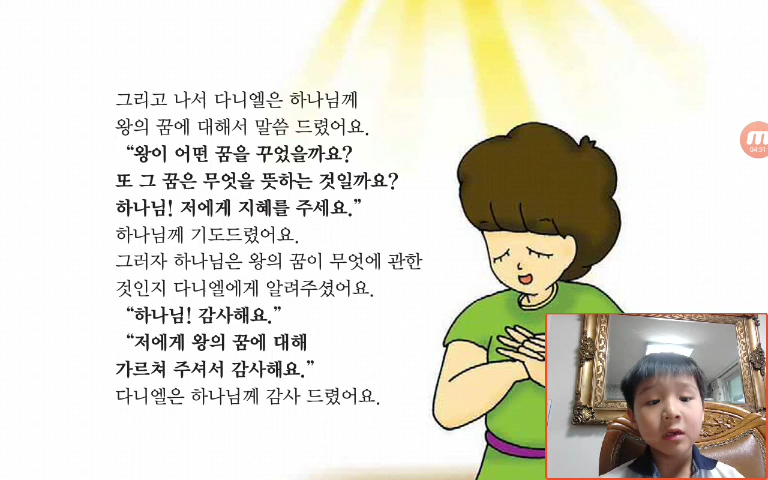 그리고 나서 다니엘은 하나님께
왕의 꿈에 대해서 말씀 드렸어요.
“왕이 어떤 꿈을 꾸었을까요?
또 그 꿈은 무엇을 뜻하는 것일까요?
하나님! 저에게 지혜를 주세요.”
하나님께 기도드렸어요.
그러자 하나님은 왕의 꿈이 무엇에 관한
것인지 다니엘에게 알려주셨어요.
“하나님! 감사해요.”
“저에게 왕의 꿈에 대해
가르쳐 주셔서 감사해요.”
다니엘은 하나님께 감사 드렸어요.
04:51